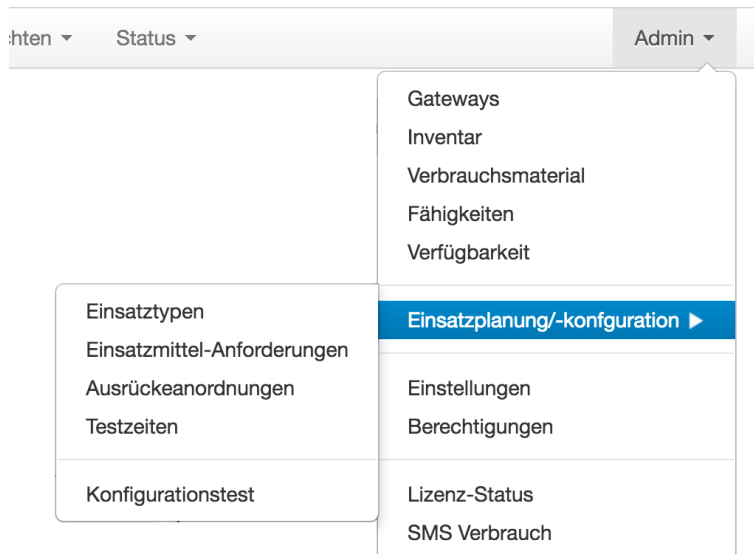 Status
Admin
Gateways
Inventar
Verbrauchsmaterial
Fähigkeiten
Verfügbarkeit
Einsatzplanung/-konfguration
Einsatztypen
Einsatzmittel-Anforderungen
Ausrückeanordnungen
Testzeiten
Konfigurationstest
Einstellungen
Berechtigungen
Lizenz-Status
SMS Verbrauch